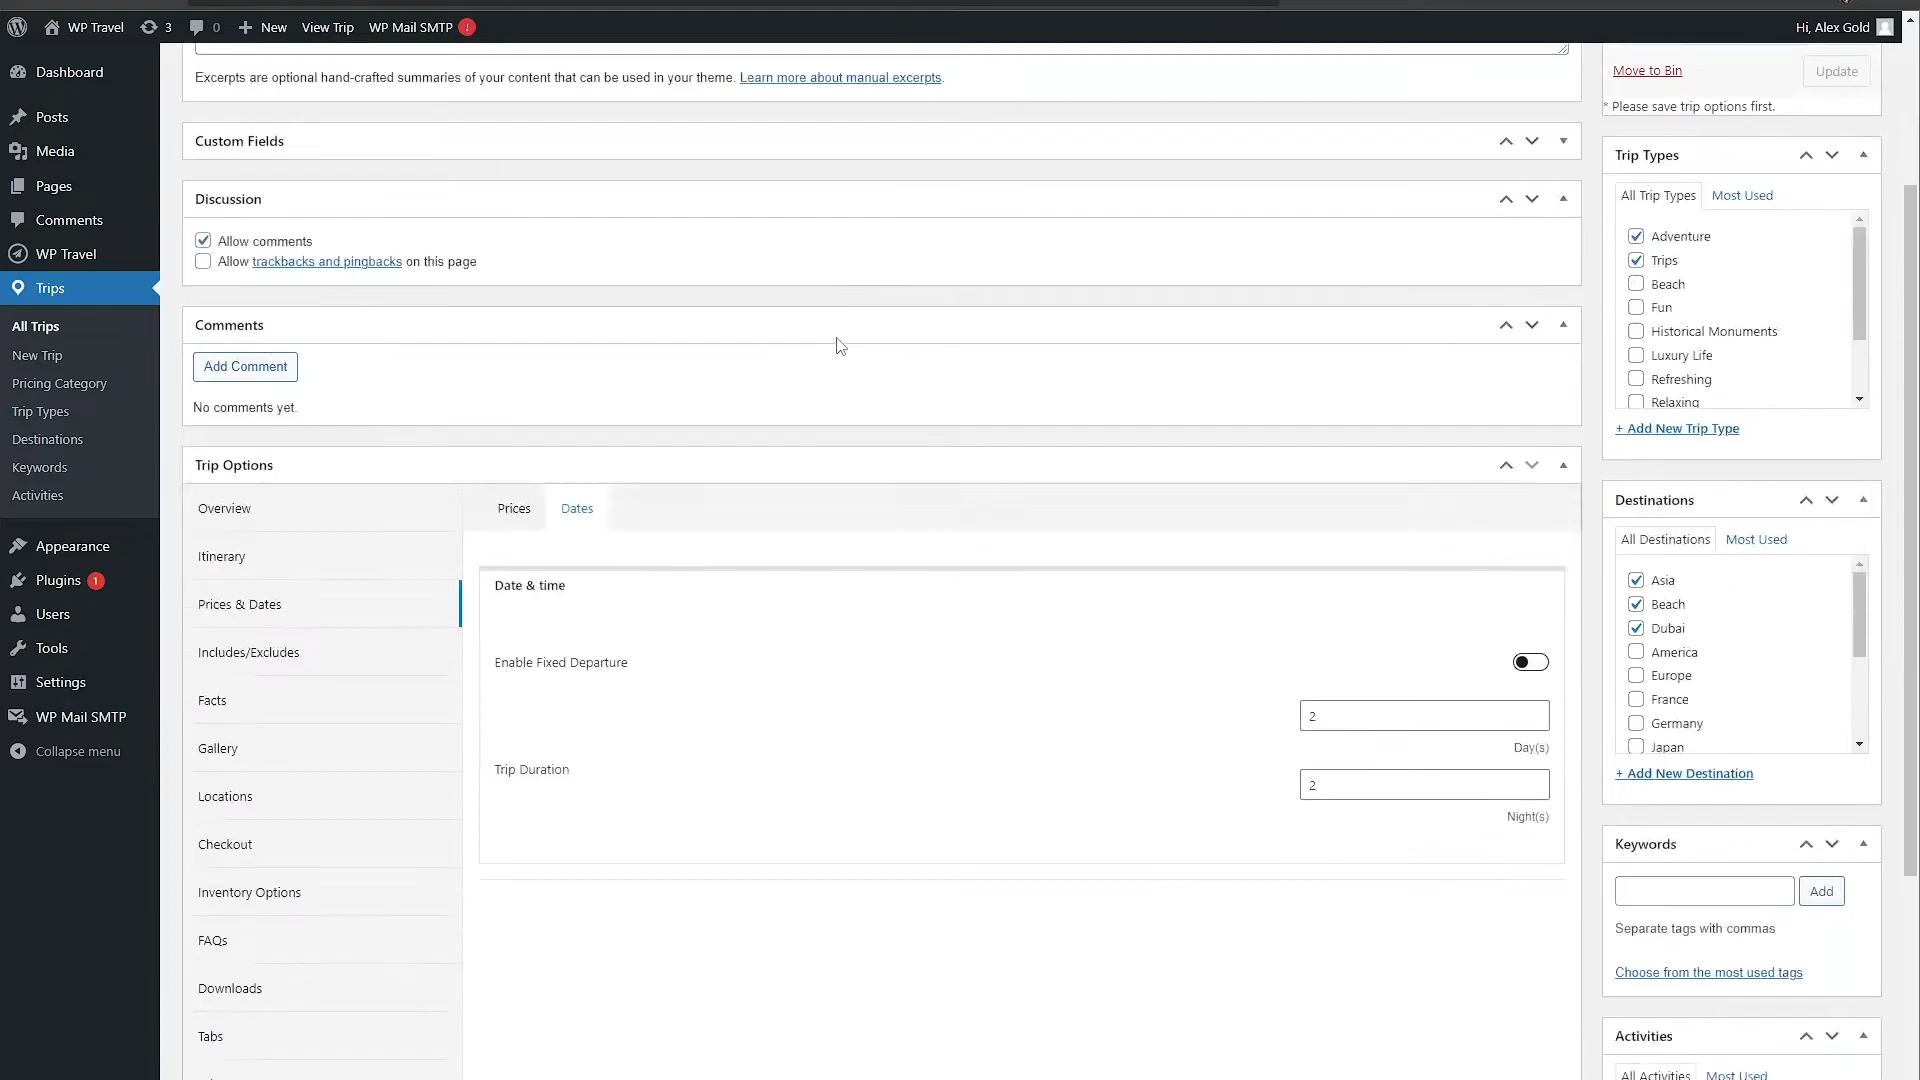 WP Travel
3
0
New
View Trip
WP Mail SMTP
!
Hi, Alex Gold
Dashboard
Posts
Media
Pages
Comments
WP Travel
Trips
All Trips
New Trip
Pricing Category
Trip Types
Destinations
Keywords
Activities
Appearance
Plugins 1
Users
Tools
Settings
WP Mail SMTP
Collapse menu
Excerpts are optional hand-crafted summaries of your content that can be used in your theme. Learn more about manual excerpts.
Custom Fields
Discussion
Allow comments
Allow trackbacks and pingbacks on this page
Comments
Add Comment
No comments yet.
Trip Options
Overview
Itinerary
Prices & Dates
Includes/Excludes
Facts
Gallery
Locations
Checkout
Inventory Options
FAQs
Downloads
Tabs
Prices
Dates
Date & time
Enable Fixed Departure
2
Day(s)
Trip Duration
2
Night(s)
Move to Bin
Update
* Please save trip options first.
Trip Types
All Trip Types
Most Used
Adventure
Trips
Beach
Fun
Historical Monuments
Luxury Life
Refreshing
Relaxing
+ Add New Trip Type
Destinations
All Destinations
Most Used
Asia
Beach
Dubai
America
Europe
France
Germany
Japan
+ Add New Destination
Keywords
Add
Separate tags with commas
Choose from the most used tags
Activities
All Activities
Most Used